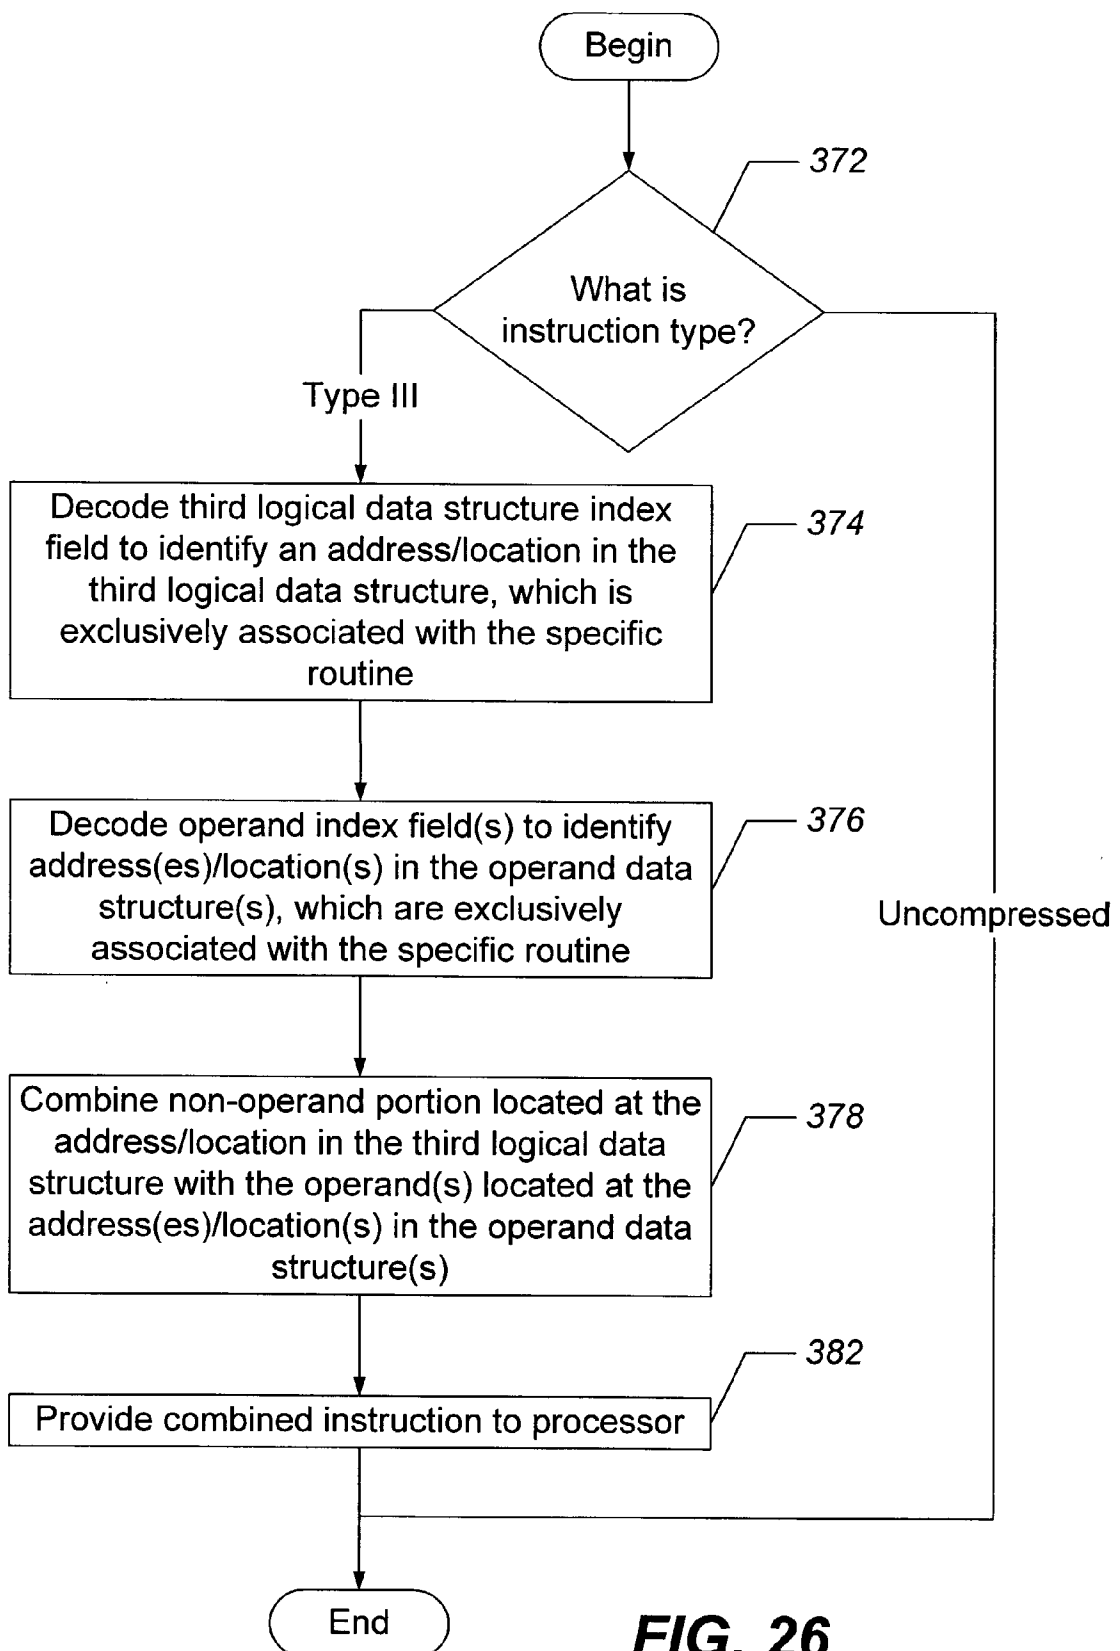 Begin
372
What is
instruction type?
Type III
Decode third logical data structure index
field to identify an address/location in the
third logical data structure, which is
exclusively associated with the specific
routine
374
Decode operand index field(s) to identify
address(es)/location(s) in the operand data
structure(s), which are exclusively
associated with the specific routine
376
Uncompressed
Combine non-operand portion located at the
address/location in the third logical data
structure with the operand(s) located at the
address(es)/location(s) in the operand data
structure(s)
378
382
Provide combined instruction to processor
End
FIG. 26